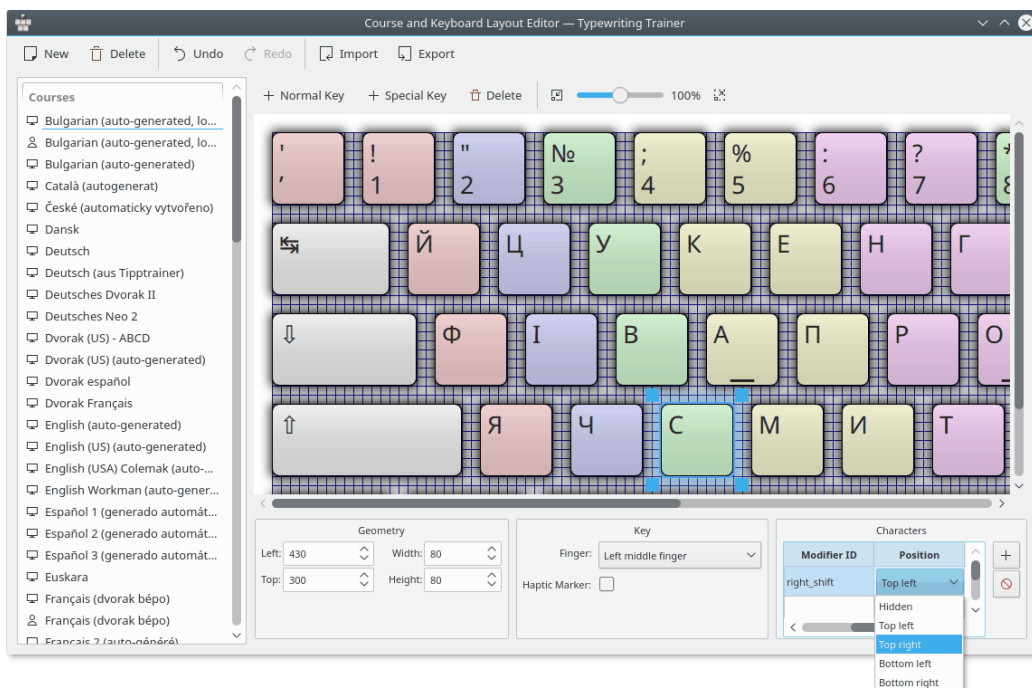 Course and Keyboard Layout Editor — Typewriting Trainer
New Delete Undo Redo Import Export
Courses
Bulgarian (auto-generated, lo...
Bulgarian (auto-generated, lo...
Bulgarian (auto-generated)
Català (autogenerat)
České (automaticky vytvořeno)
Dansk
Deutsch
Deutsch (aus Tipptrainer)
Deutsches Dvorak II
Deutsches Neo 2
Dvorak (US) - ABCD
Dvorak (US) (auto-generated)
Dvorak español
Dvorak Français
English (auto-generated)
English (US) (auto-generated)
English (USA) Colemak (auto-...
English Workman (auto-gener...
Español 1 (generado automát...
Español 2 (generado automát...
Español 3 (generado automát...
Euskara
Français (dvorak bépo)
Français (dvorak bépo)
Français 2 (auto-généré)
+ Normal Key + Special Key Delete 100%
' ! " № ; % : ? *
' 1 2 3 4 5 6 7 8
↹ Й Ц У К Е Н Г
⇩ Ф І В А П Р О
⇧ Я Ч С М И Т
Geometry
Left: 430 Width: 80
Top: 300 Height: 80
Key
Finger: Left middle finger
Haptic Marker:
Characters
Modifier ID Position
right_shift Top left
Hidden
Top left
Top right
Bottom left
Bottom right